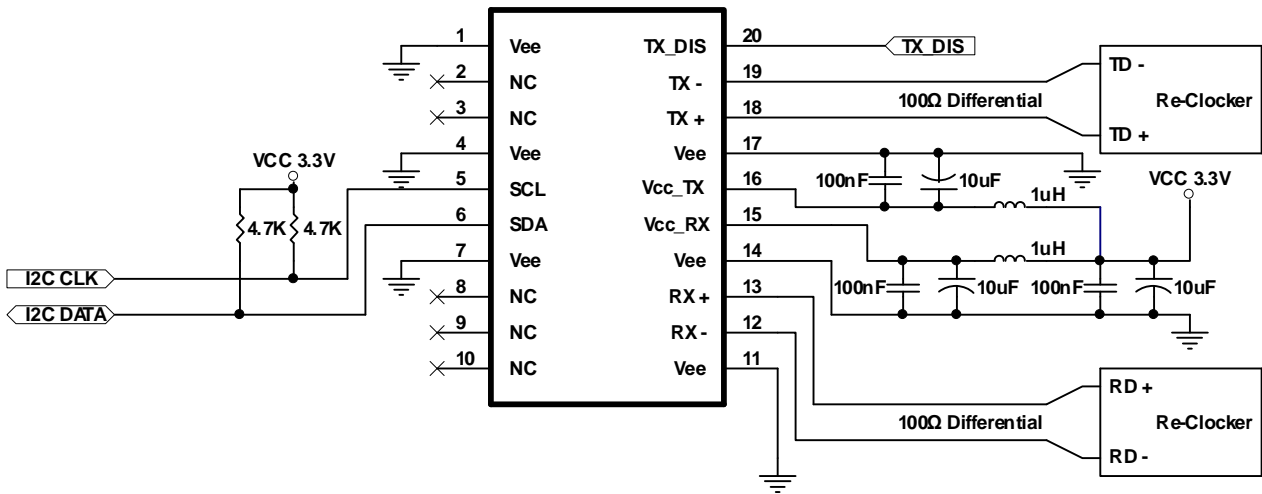 1 Vee
2 NC
3 NC
4 Vee
5 SCL
6 SDA
7 Vee
8 NC
9 NC
10 NC
VCC 3.3V
4.7K 4.7K
I2C CLK
I2C DATA
TX_DIS 20
TX - 19
TX + 18
Vee 17
Vcc_TX 16
Vcc_RX 15
Vee 14
RX + 13
RX - 12
Vee 11
TX_DIS
100Ω Differential
TD -
Re-Clocker
TD +
100nF 10uF
1uH
VCC 3.3V
1uH
100nF 10uF 100nF 10uF
100Ω Differential
RD +
Re-Clocker
RD -